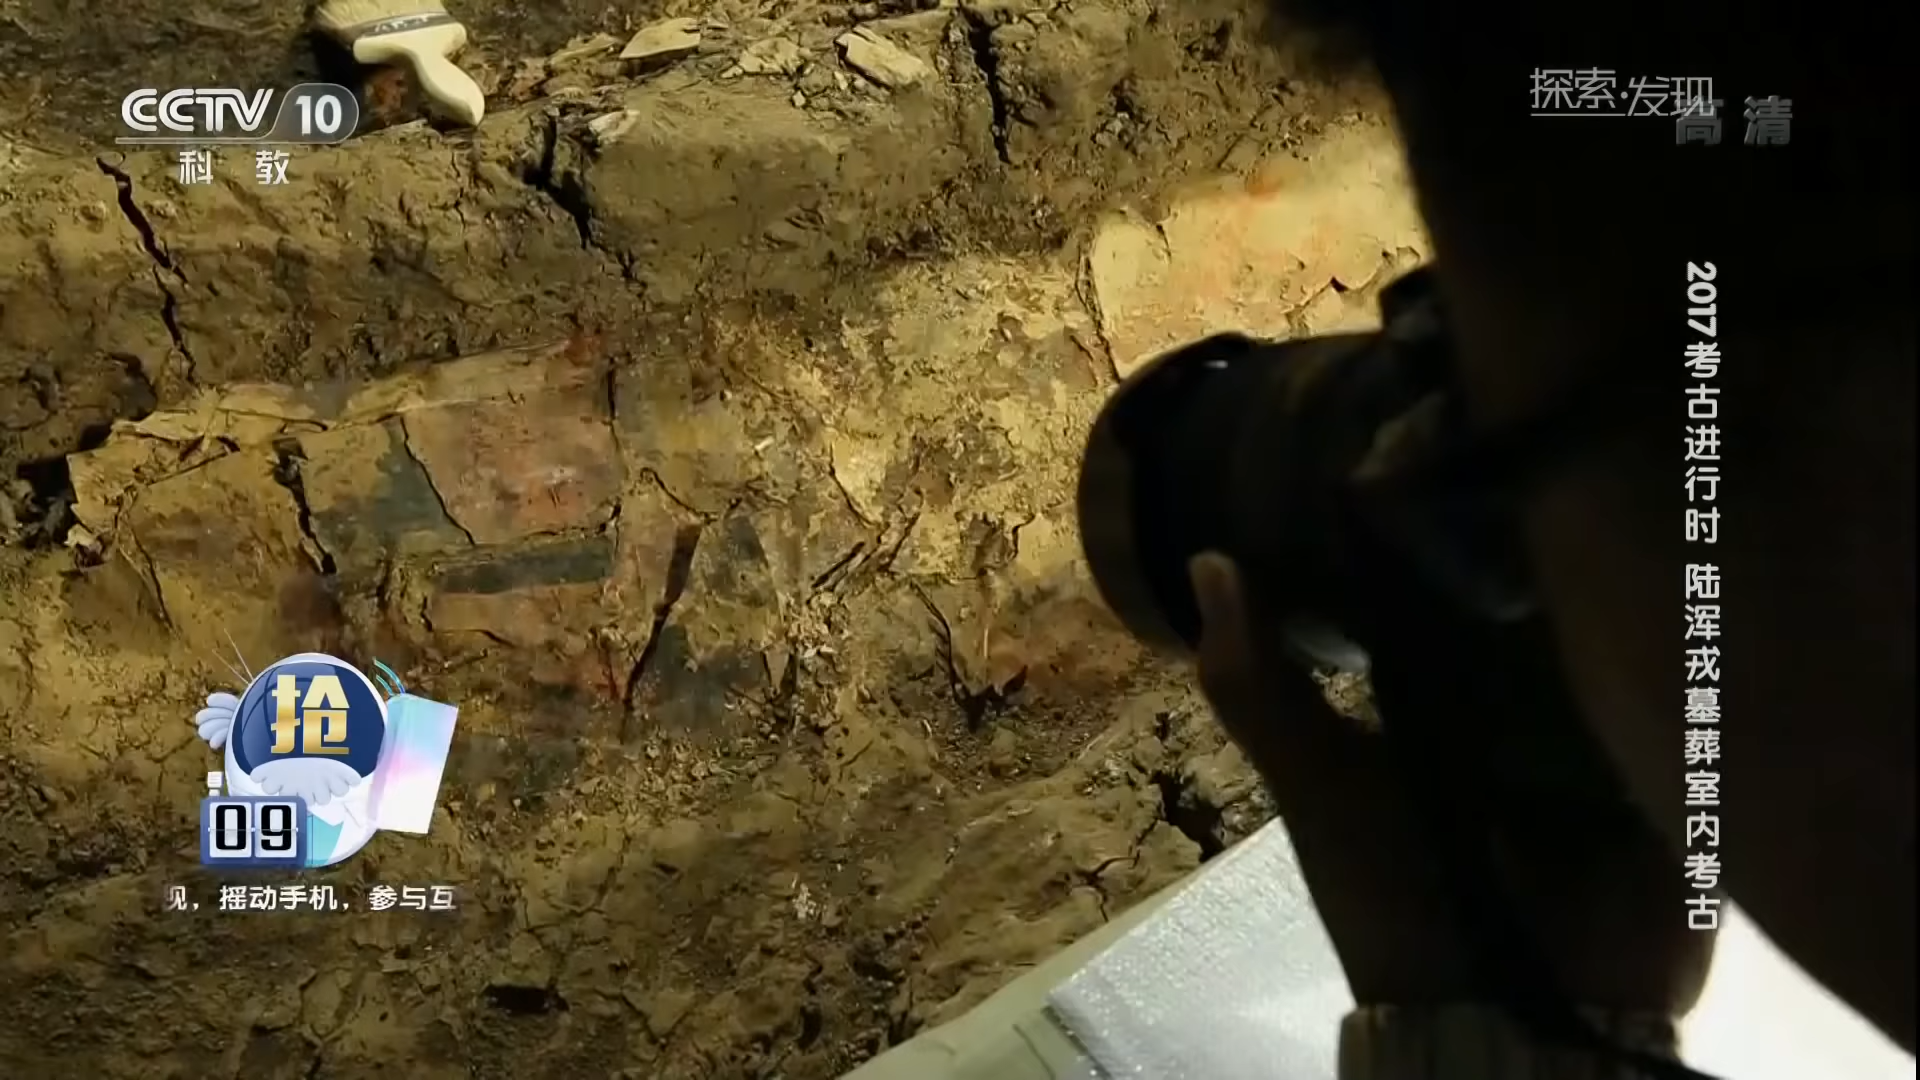 CCTV 10
科 教
探索·发现
高清
2017考古进行时 陆浑戎墓葬室内考古
抢
09
现，摇动手机，参与互